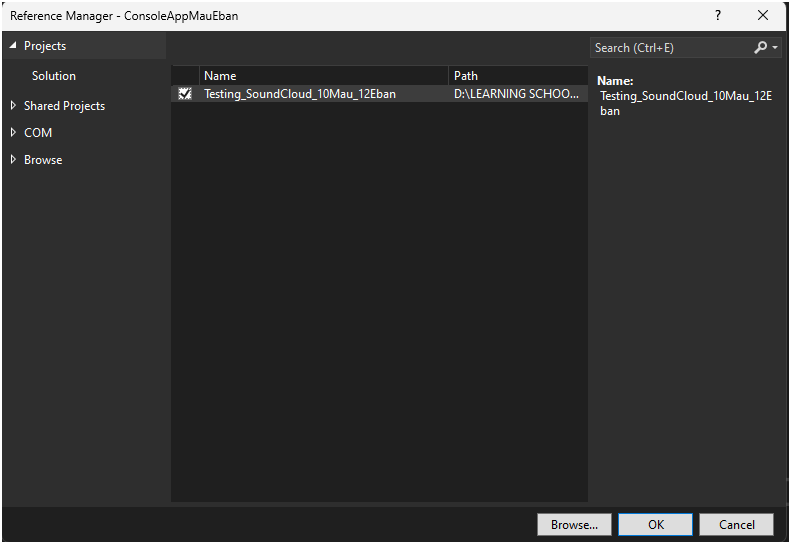 Reference Manager - ConsoleAppMauEban
?
Projects
Solution
Shared Projects
COM
Browse
Search (Ctrl+E)
Name Path
Testing_SoundCloud_10Mau_12Eban D:\LEARNING SCHOO...
Name:
Testing_SoundCloud_10Mau_12E
ban
Browse... OK Cancel